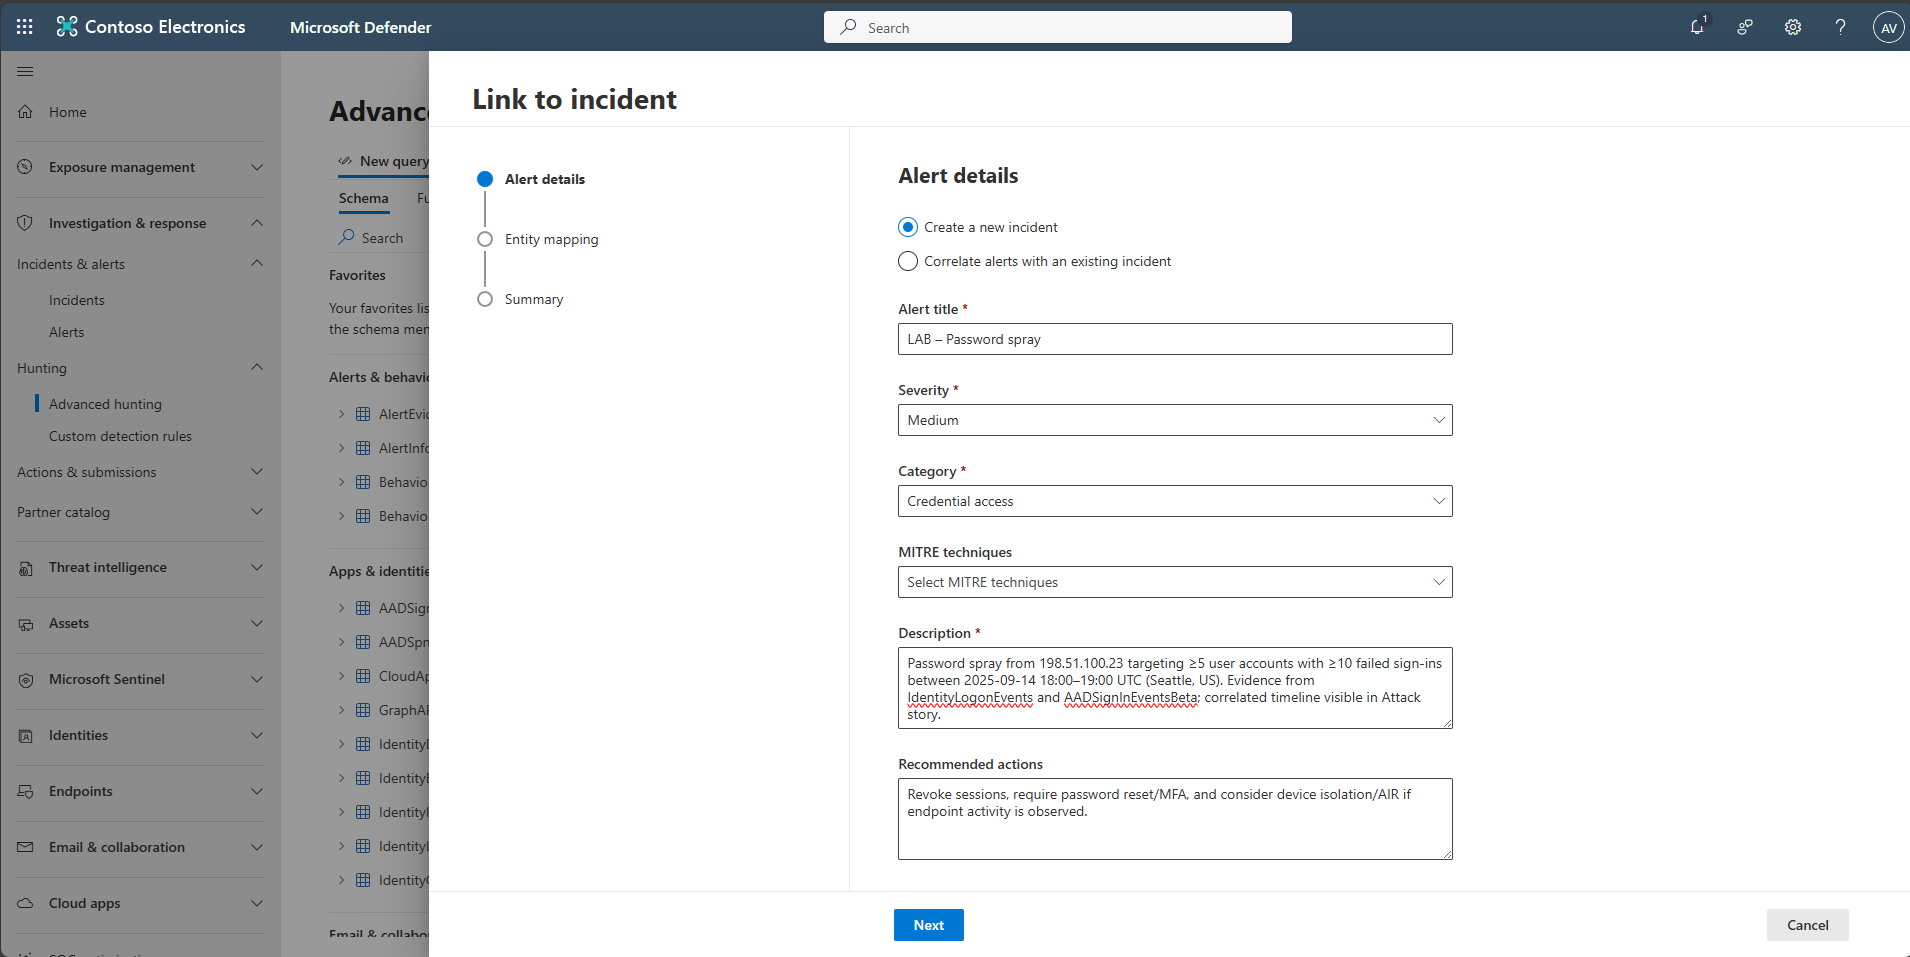 Contoso Electronics
Microsoft Defender
Search
1
AV
Home
Exposure management
Investigation & response
Incidents & alerts
Incidents
Alerts
Hunting
Advanced hunting
Custom detection rules
Actions & submissions
Partner catalog
Threat intelligence
Assets
Microsoft Sentinel
Identities
Endpoints
Email & collaboration
Cloud apps
Advanc
New query
Schema
Fu
Search
Favorites
Your favorites lis
the schema men
Alerts & behavio
AlertEvid
AlertInfo
Behavio
Behavio
Apps & identitie
AADSign
AADSpn
CloudAp
GraphAP
Identity
Identity
Identity
Identity
Identity
Email & collabo
Link to incident
Alert details
Entity mapping
Summary
Alert details
Create a new incident
Correlate alerts with an existing incident
Alert title *
LAB – Password spray
Severity *
Medium
Category *
Credential access
MITRE techniques
Select MITRE techniques
Description *
Password spray from 198.51.100.23 targeting ≥5 user accounts with ≥10 failed sign-ins
between 2025-09-14 18:00–19:00 UTC (Seattle, US). Evidence from
IdentityLogonEvents and AADSignInEventsBeta; correlated timeline visible in Attack
story.
Recommended actions
Revoke sessions, require password reset/MFA, and consider device isolation/AIR if
endpoint activity is observed.
Next
Cancel